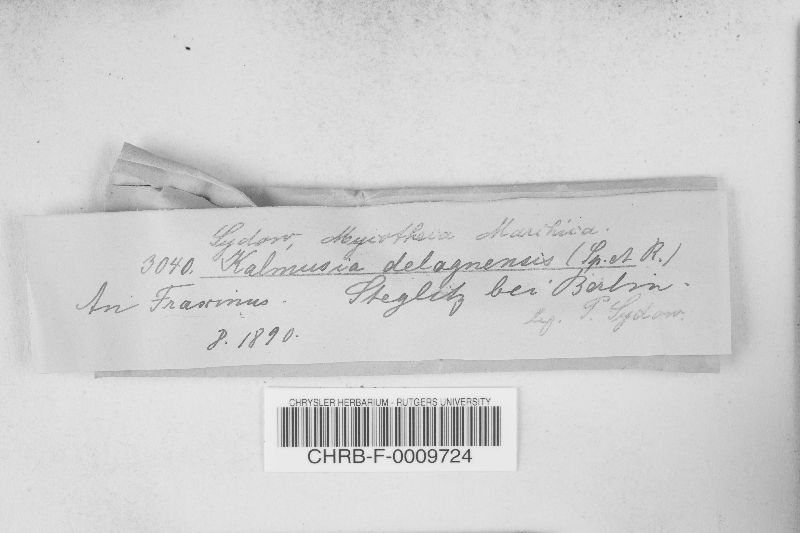 Sydow, Mycotheca Marchica.
3040. Kalmusia delognensis (Sp. et R.)
An Fraxinus. Steglitz bei Berlin.
8. 1890. leg. P. Sydow.
CHRYSLER HERBARIUM - RUTGERS UNIVERSITY
CHRB-F-0009724